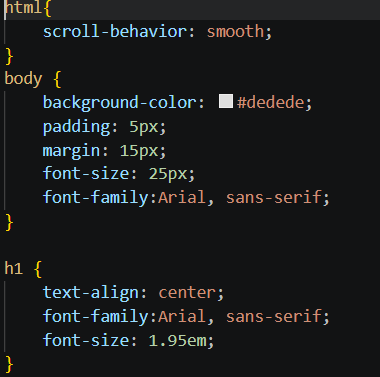 html{
    scroll-behavior: smooth;
}
body {
    background-color: #dedede;
    padding: 5px;
    margin: 15px;
    font-size: 25px;
    font-family:Arial, sans-serif;
}

h1 {
    text-align: center;
    font-family:Arial, sans-serif;
    font-size: 1.95em;
}